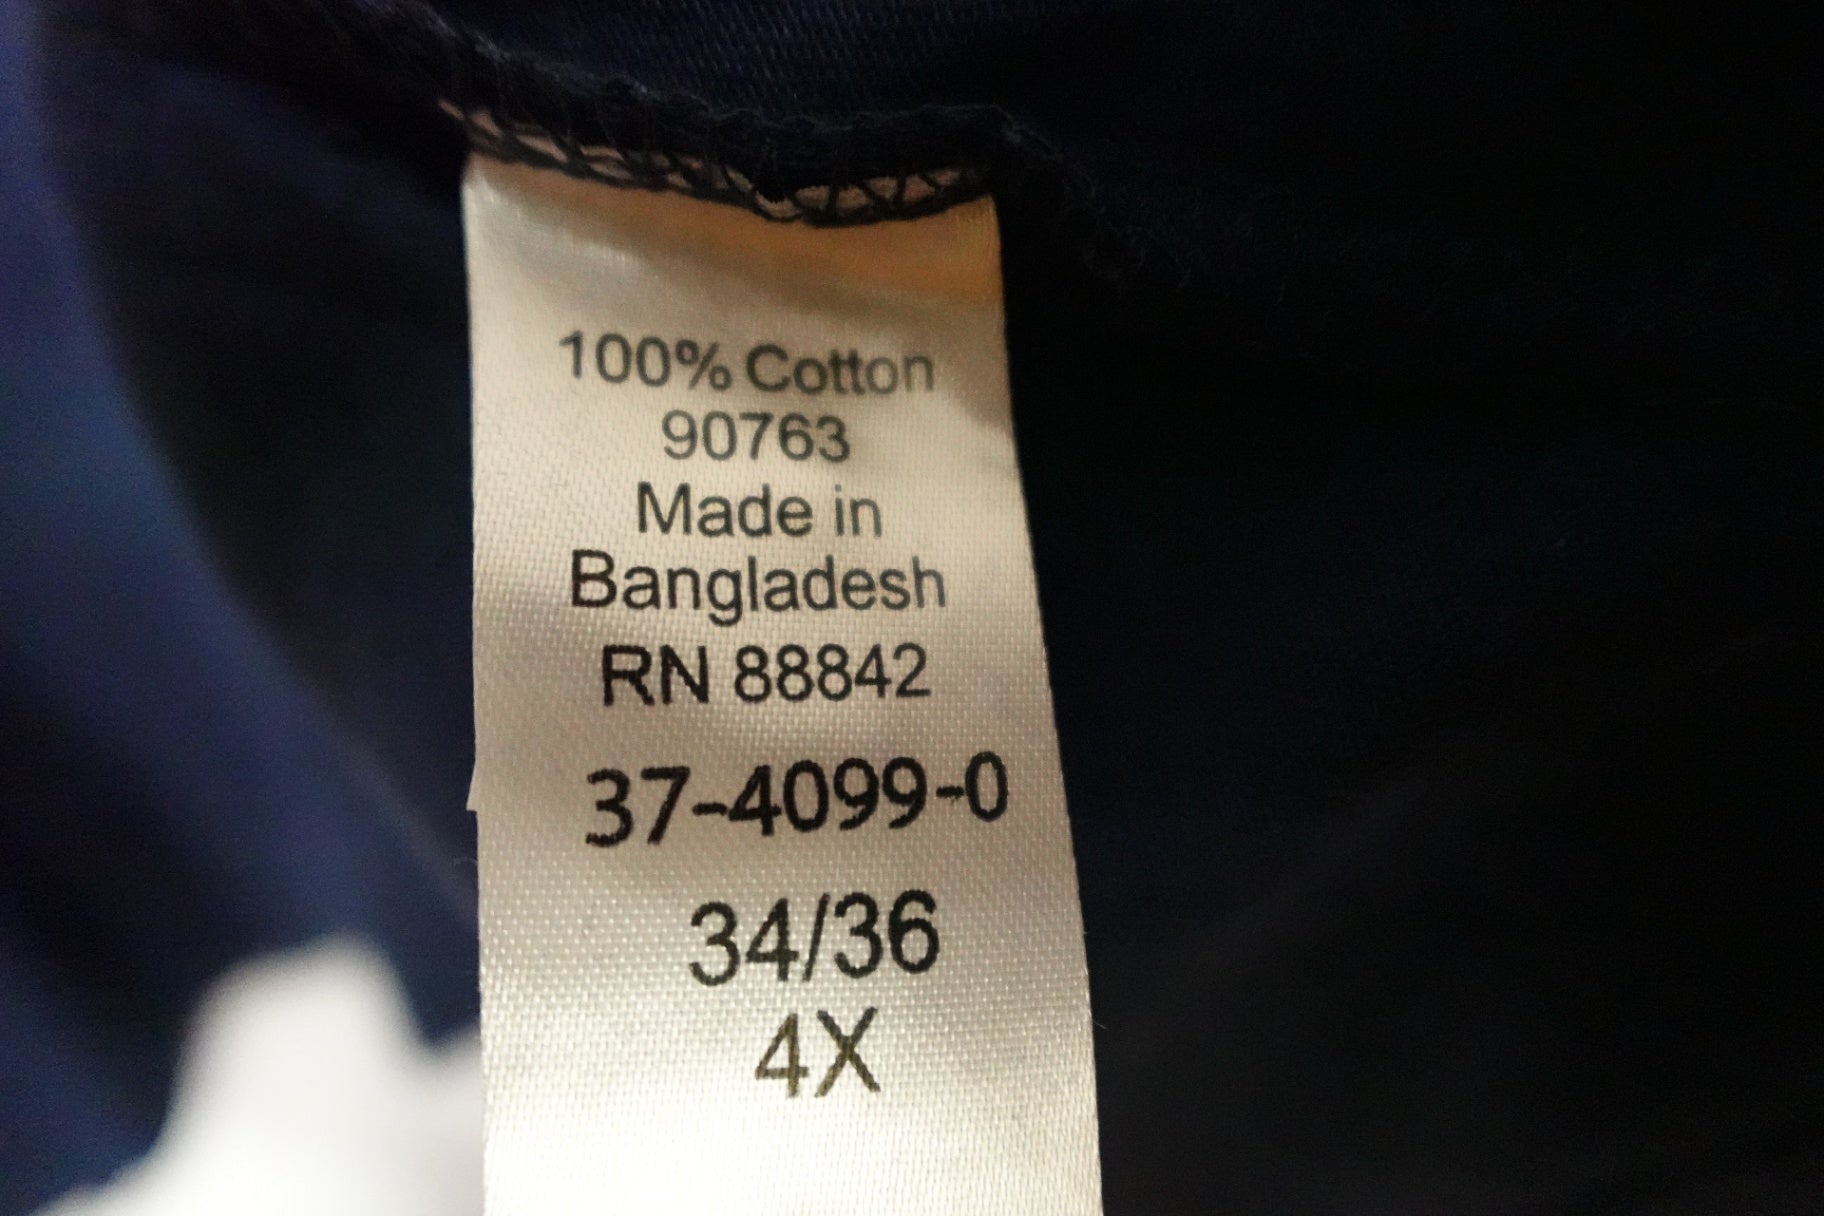 100% Cotton
90763
Made in
Bangladesh
RN 88842
37-4099-0
34/36
4X